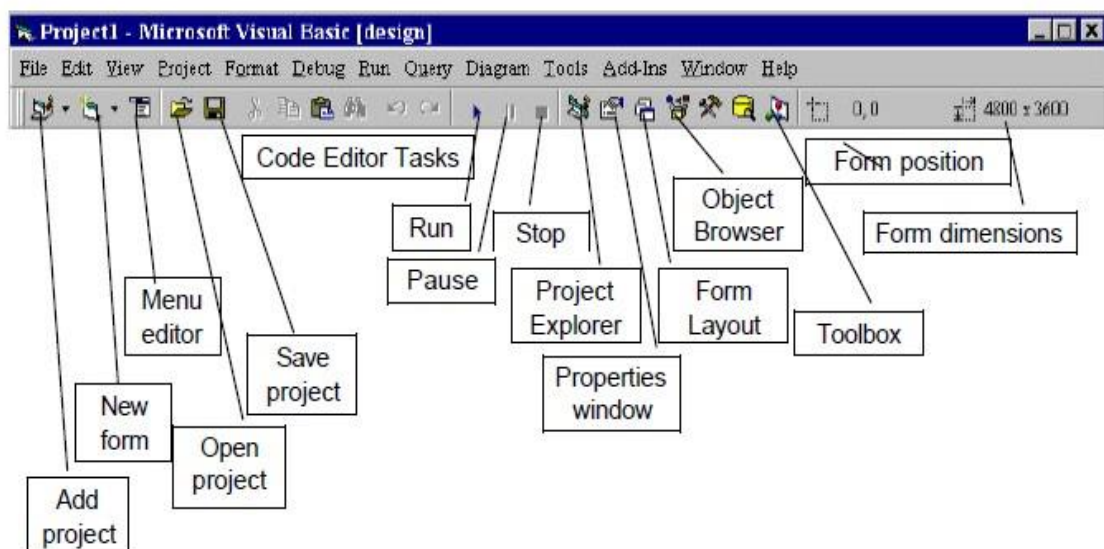 Project1 - Microsoft Visual Basic [design]
File Edit View Project Format Debug Run Query Diagram Tools Add-Ins Window Help
0,0 4800 x 3600
Code Editor Tasks
Form position
Run
Stop
Object
Browser
Form dimensions
Pause
Menu
editor
Project
Explorer
Form
Layout
Toolbox
Save
project
Properties
window
New
form
Open
project
Add
project